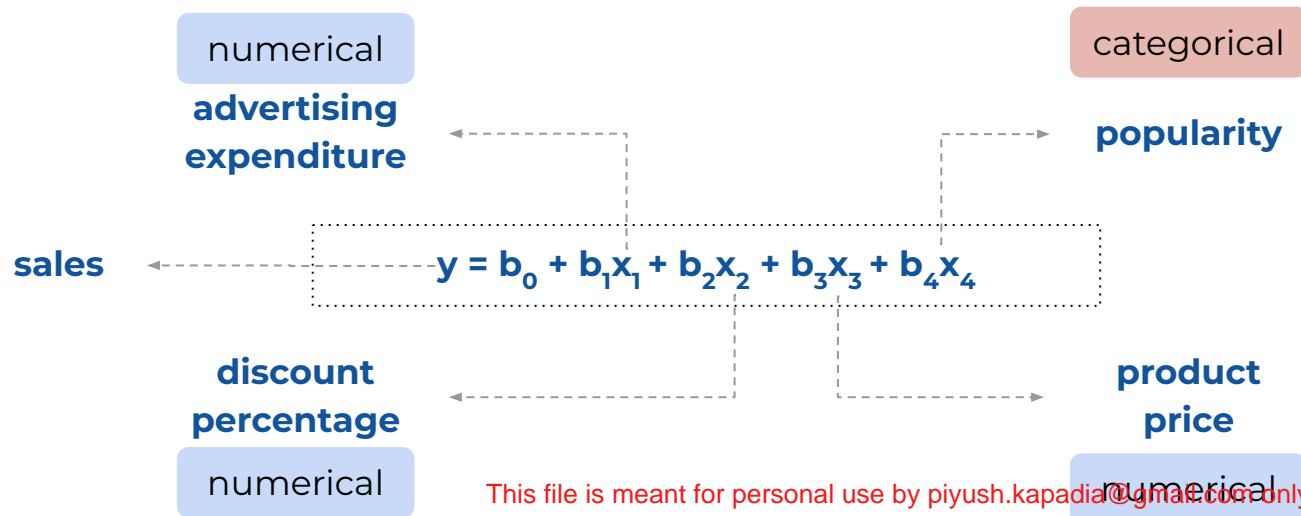 numerical
categorical
advertising
expenditure
popularity
sales
y = b₀ + b₁x₁ + b₂x₂ + b₃x₃ + b₄x₄
discount
percentage
product
price
numerical
numerical
This file is meant for personal use by piyush.kapadia@gmail.com only